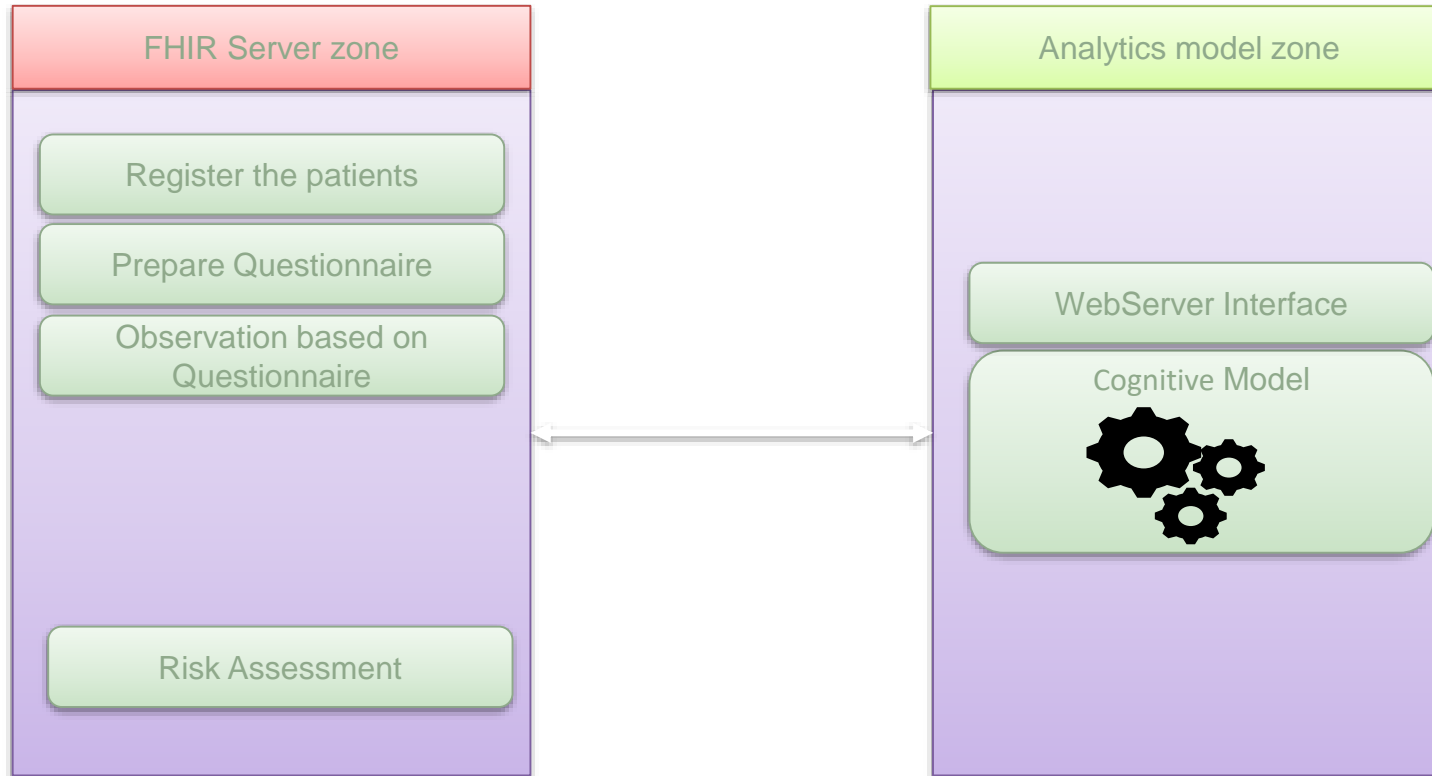 FHIR Server zone
Register the patients
Prepare Questionnaire
Observation based on
Questionnaire
Risk Assessment
Analytics model zone
WebServer Interface
Cognitive Model